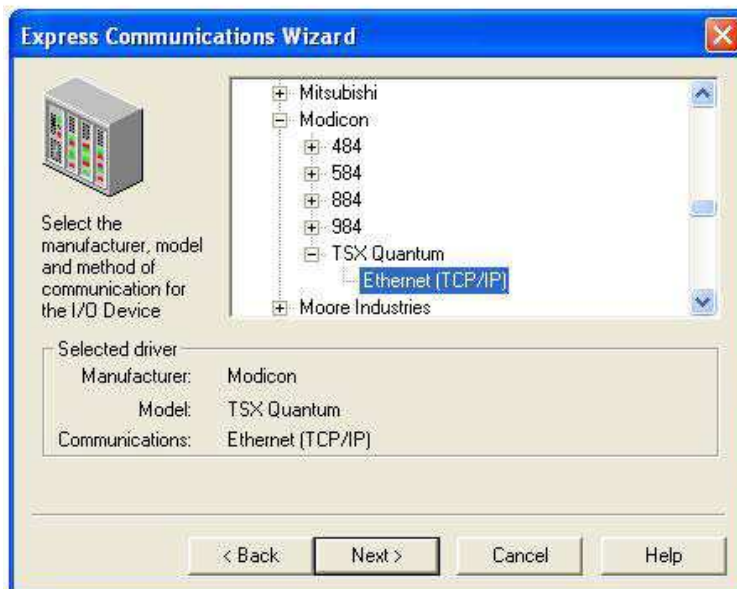 Express Communications Wizard
Mitsubishi
Modicon
484
584
884
984
TSX Quantum
Ethernet (TCP/IP)
Moore Industries
Select the
manufacturer, model
and method of
communication for
the I/O Device
Selected driver
Manufacturer: Modicon
Model: TSX Quantum
Communications: Ethernet (TCP/IP)
< Back Next > Cancel Help